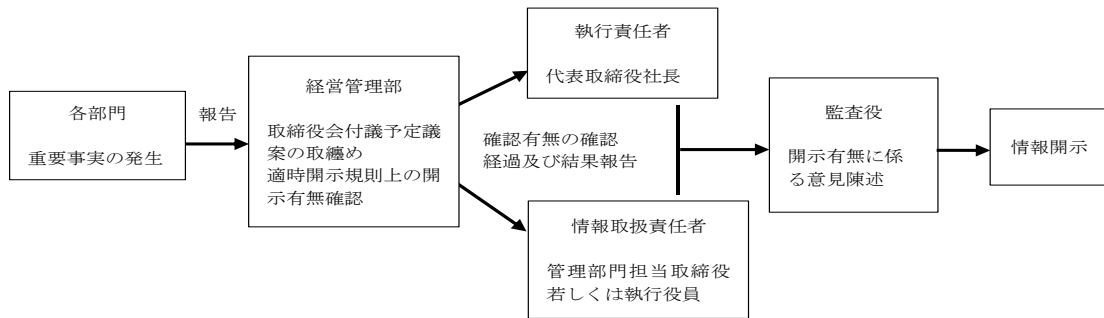 各部門
重要事実の発生
報告
経営管理部
取締役会付議予定議
案の取纏め
適時開示規則上の開
示有無確認
執行責任者
代表取締役社長
確認有無の確認
経過及び結果報告
情報取扱責任者
管理部門担当取締役
若しくは執行役員
監査役
開示有無に係
る意見陳述
情報開示